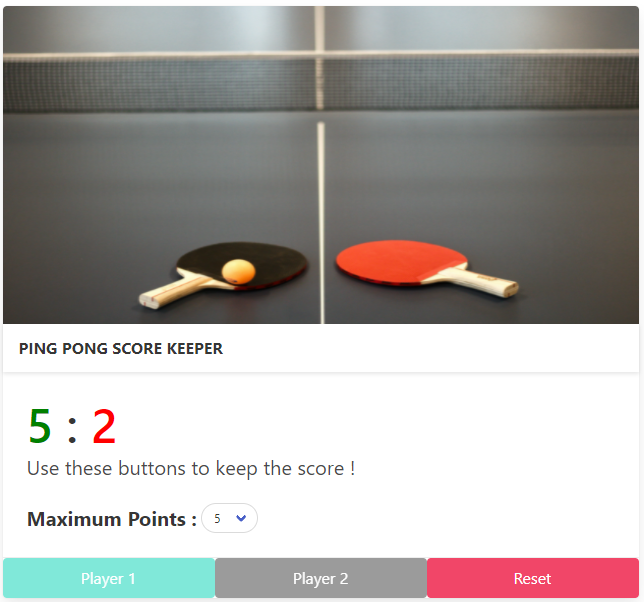 PING PONG SCORE KEEPER
5 : 2
Use these buttons to keep the score !
Maximum Points : 5
Player 1 Player 2 Reset